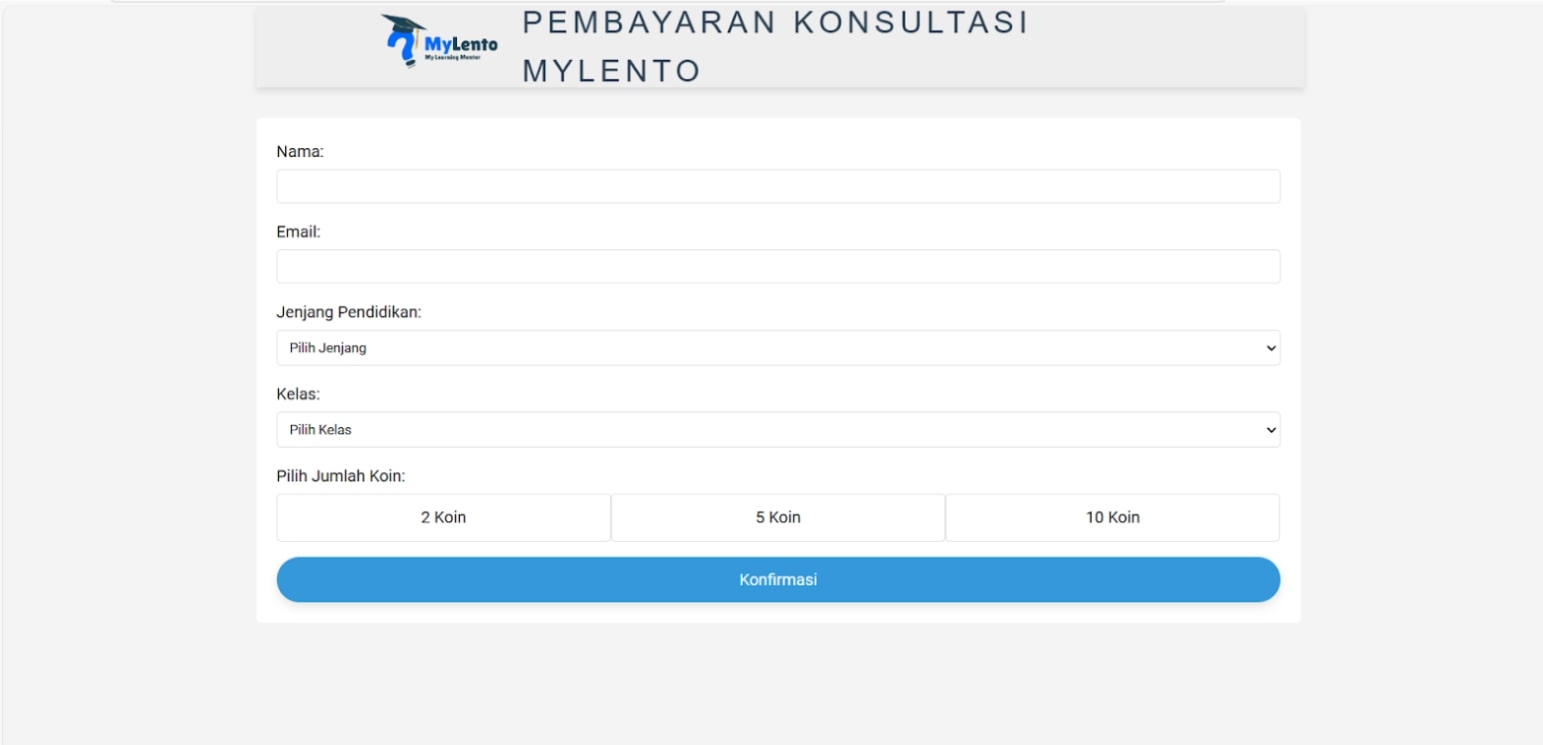 PEMBAYARAN KONSULTASI
MYLENTO
MyLento
My Learning Mentor
Nama:
Email:
Jenjang Pendidikan:
Pilih Jenjang
Kelas:
Pilih Kelas
Pilih Jumlah Koin:
2 Koin
5 Koin
10 Koin
Konfirmasi